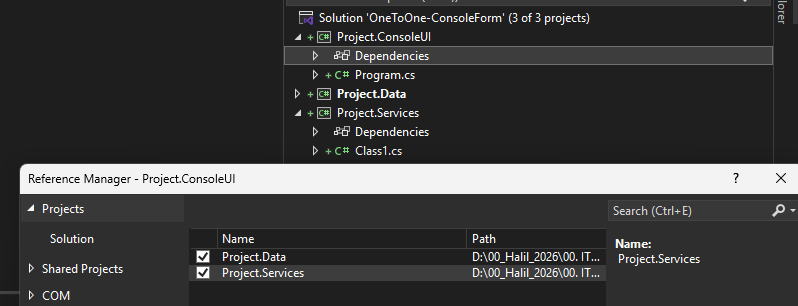 Solution 'OneToOne-ConsoleForm' (3 of 3 projects)
Project.ConsoleUI
Dependencies
C# Program.cs
Project.Data
Project.Services
Dependencies
C# Class1.cs
Reference Manager - Project.ConsoleUI ? ×
Projects
Solution
Shared Projects
COM
Name Path
Project.Data D:\00_Halil_2026\00. IT...
Project.Services D:\00_Halil_2026\00. IT...
Search (Ctrl+E)
Name:
Project.Services